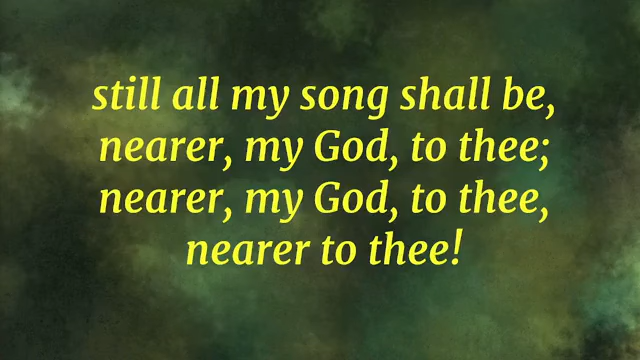 still all my song shall be,
nearer, my God, to thee;
nearer, my God, to thee,
nearer to thee!